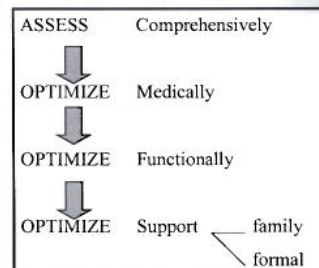 ASSESS Comprehensively
OPTIMIZE Medically
OPTIMIZE Functionally
OPTIMIZE Support family
formal